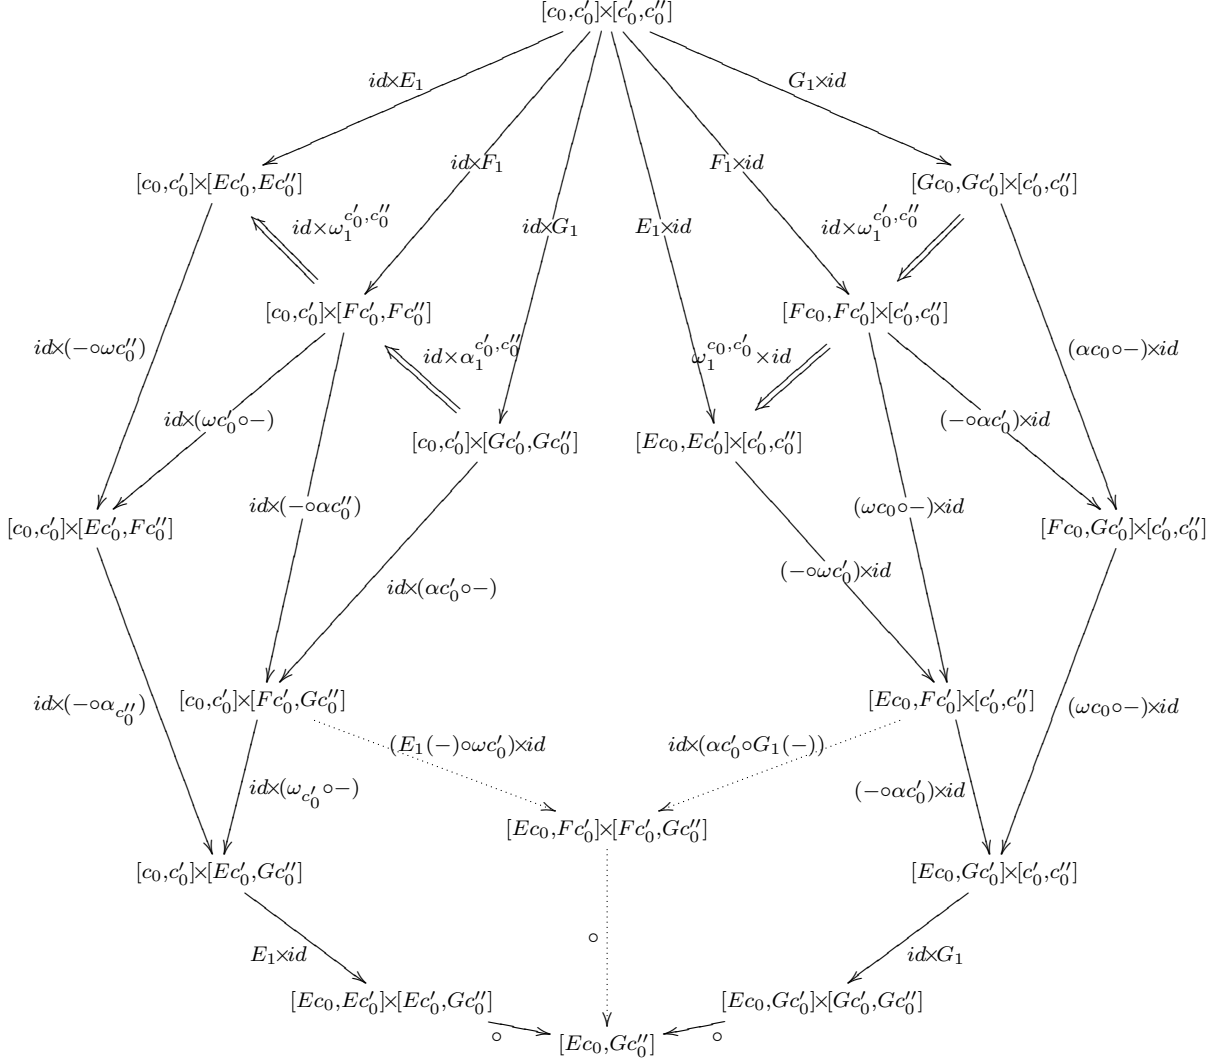 [c₀,c′₀]×[c′₀,c″₀]
id×E₁
G₁×id
id×F₁
F₁×id
[c₀,c′₀]×[Ec′₀,Ec″₀]
[Gc₀,Gc′₀]×[c′₀,c″₀]
id×ω₁^{c′₀,c″₀}
id×G₁
E₁×id
id×ω₁^{c′₀,c″₀}
[c₀,c′₀]×[Fc′₀,Fc″₀]
[Fc₀,Fc′₀]×[c′₀,c″₀]
id×(−∘ωc″₀)
id×α₁^{c′₀,c″₀}
ω₁^{c₀,c′₀}×id
(αc₀∘−)×id
id×(ωc′₀∘−)
(−∘αc′₀)×id
[c₀,c′₀]×[Gc′₀,Gc″₀]
[Ec₀,Ec′₀]×[c′₀,c″₀]
id×(−∘αc″₀)
(ωc₀∘−)×id
[c₀,c′₀]×[Ec′₀,Fc″₀]
[Fc₀,Gc′₀]×[c′₀,c″₀]
id×(αc′₀∘−)
(−∘ωc′₀)×id
[c₀,c′₀]×[Fc′₀,Gc″₀]
[Ec₀,Fc′₀]×[c′₀,c″₀]
id×(−∘α_{c″₀})
(ωc₀∘−)×id
(E₁(−)∘ωc′₀)×id
id×(αc′₀∘G₁(−))
id×(ω_{c′₀}∘−)
(−∘αc′₀)×id
[Ec₀,Fc′₀]×[Fc′₀,Gc″₀]
[c₀,c′₀]×[Ec′₀,Gc″₀]
[Ec₀,Gc′₀]×[c′₀,c″₀]
∘
E₁×id
id×G₁
[Ec₀,Ec′₀]×[Ec′₀,Gc″₀]
[Ec₀,Gc′₀]×[Gc′₀,Gc″₀]
∘
∘
[Ec₀,Gc″₀]